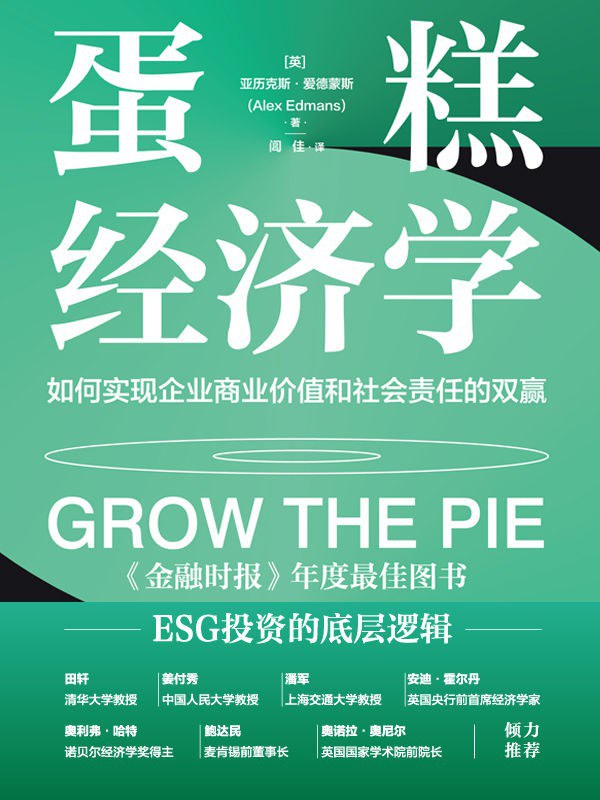 蛋糕
[英]
亚历克斯·爱德蒙斯
(Alex Edmans)
·著·
闾佳·译
经济学
如何实现企业商业价值和社会责任的双赢
GROW THE PIE
《金融时报》年度最佳图书
ESG投资的底层逻辑
田轩 姜付秀 潘军 安迪·霍尔丹
清华大学教授 中国人民大学教授 上海交通大学教授 英国央行前首席经济学家
奥利弗·哈特 鲍达民 奥诺拉·奥尼尔 倾力
诺贝尔经济学奖得主 麦肯锡前董事长 英国国家学术院前院长 推荐